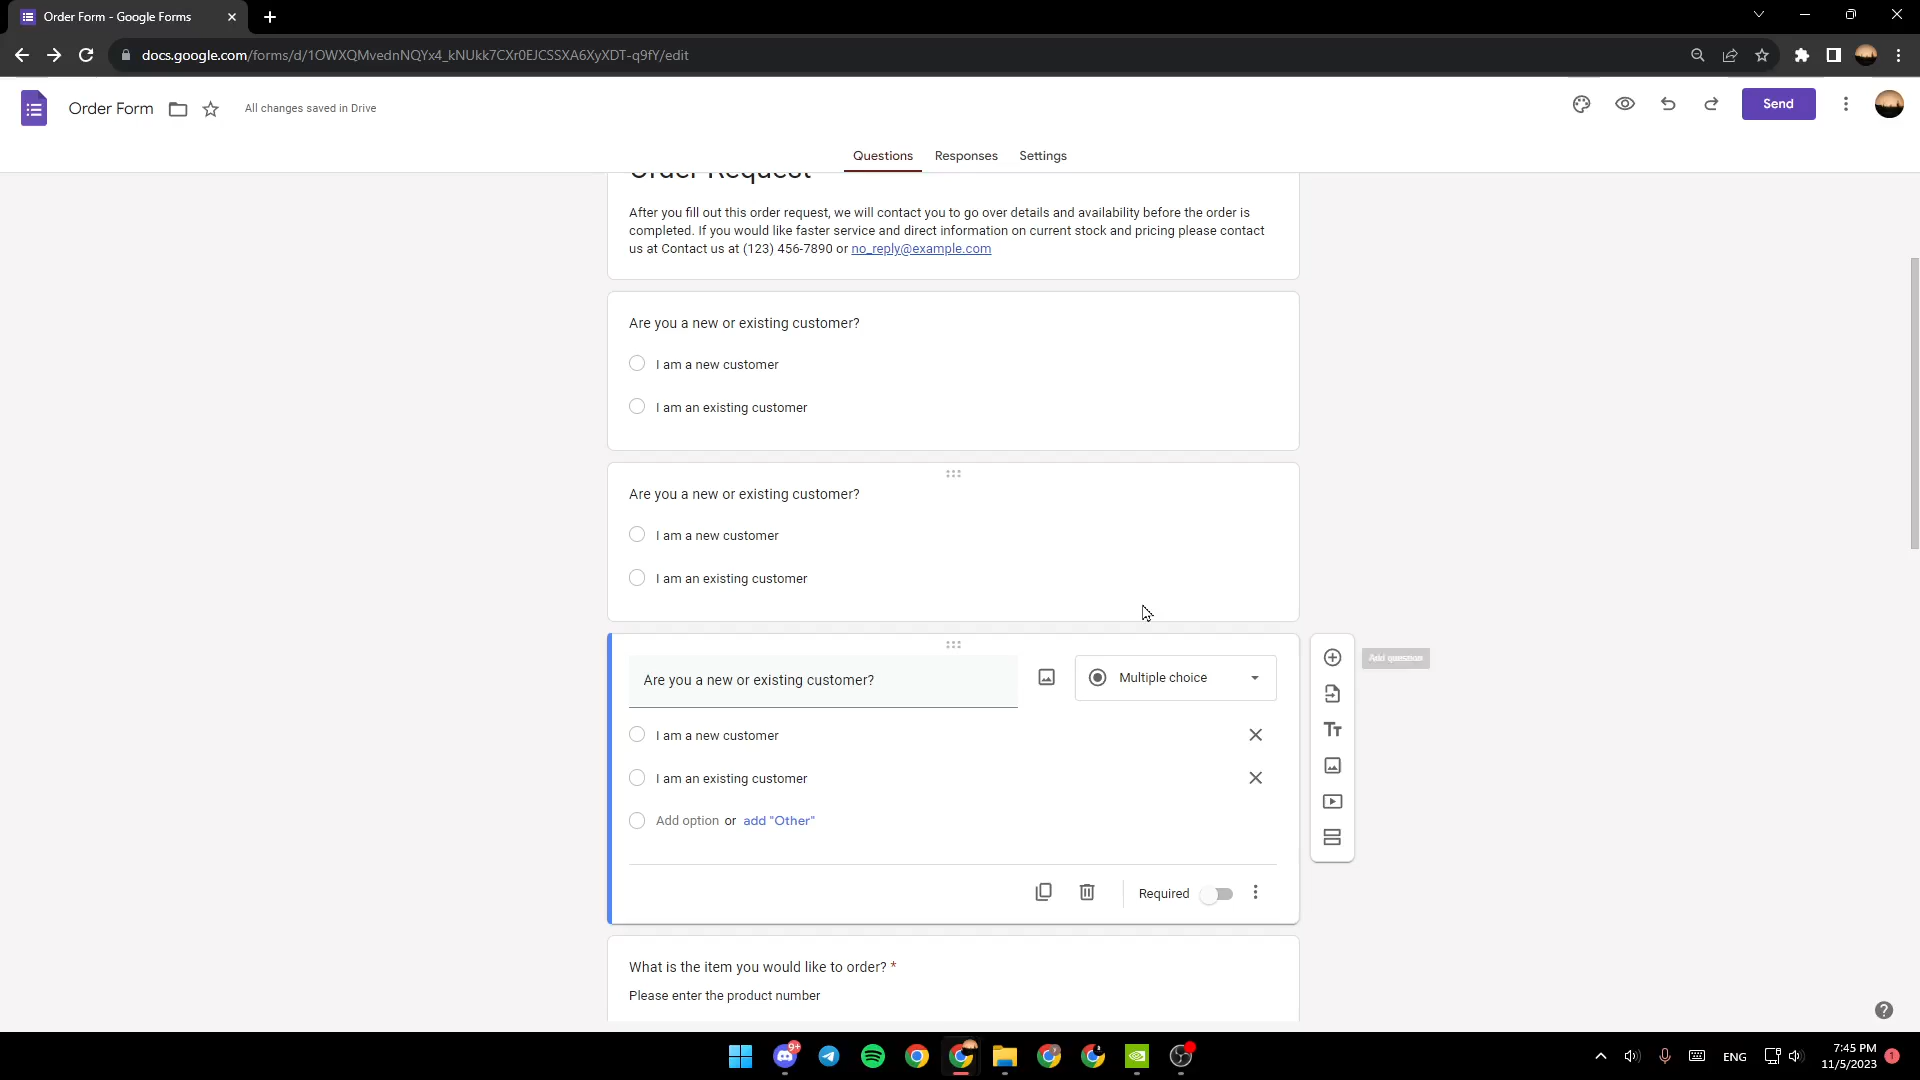 Order Form - Google Forms
docs.google.com/forms/d/1OWXQMvednNQYx4_kNUkk7CXr0EJCSSXA6XyXDT-q9fY/edit
Order Form
All changes saved in Drive
Send
Questions
Responses
Settings
Order Request
After you fill out this order request, we will contact you to go over details and availability before the order is
completed. If you would like faster service and direct information on current stock and pricing please contact
us at Contact us at (123) 456-7890 or no_reply@example.com
Are you a new or existing customer?
I am a new customer
I am an existing customer
Are you a new or existing customer?
I am a new customer
I am an existing customer
Are you a new or existing customer?
Multiple choice
Add question
I am a new customer
I am an existing customer
Add option or add "Other"
Required
What is the item you would like to order? *
Please enter the product number
9+
ENG
7:45 PM
11/5/2023
1